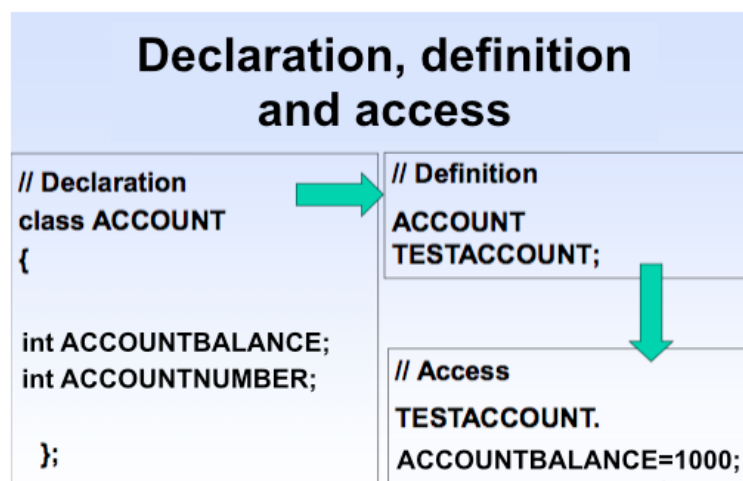 Declaration, definition
and access
// Declaration
class ACCOUNT
{
int ACCOUNTBALANCE;
int ACCOUNTNUMBER;
};
// Definition
ACCOUNT
TESTACCOUNT;
// Access
TESTACCOUNT.
ACCOUNTBALANCE=1000;